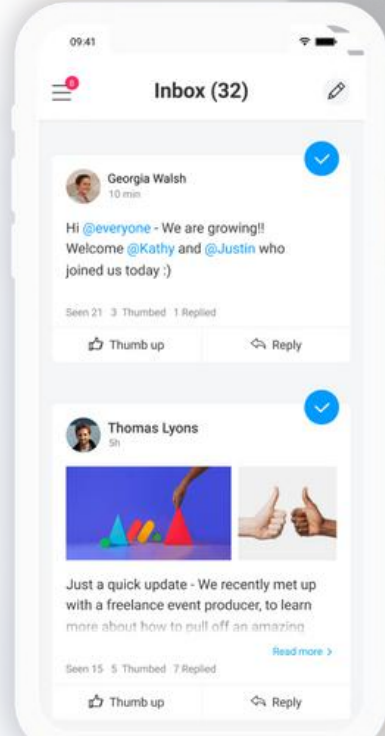 09:41
8
Inbox (32)
Georgia Walsh
10 min
Hi @everyone - We are growing!!
Welcome @Kathy and @Justin who
joined us today :)
Seen 21 3 Thumbed 1 Replied
Thumb up
Reply
Thomas Lyons
5h
Just a quick update - We recently met up
with a freelance event producer, to learn
more about how to pull off an amazing
Read more >
Seen 15 5 Thumbed 7 Replied
Thumb up
Reply